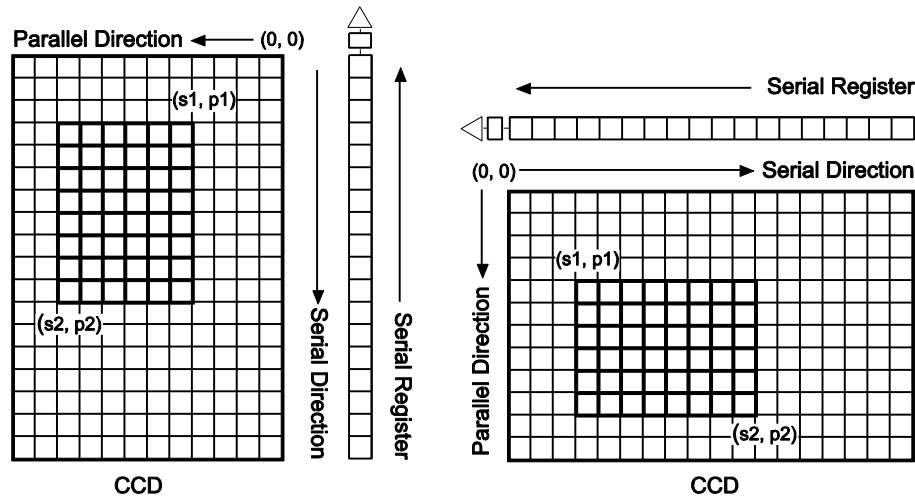 Parallel Direction
(0, 0)
(s1, p1)
(s2, p2)
Serial Direction
Serial Register
CCD
Serial Register
(0, 0)
Serial Direction
Parallel Direction
(s1, p1)
(s2, p2)
CCD